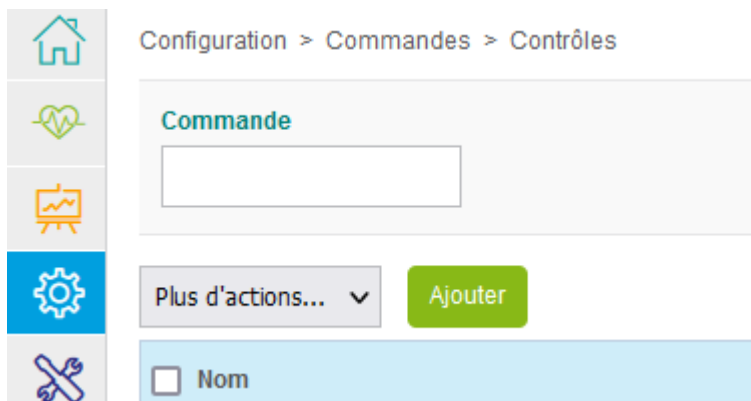 Configuration > Commandes > Contrôles
Commande
Plus d'actions...
Ajouter
Nom